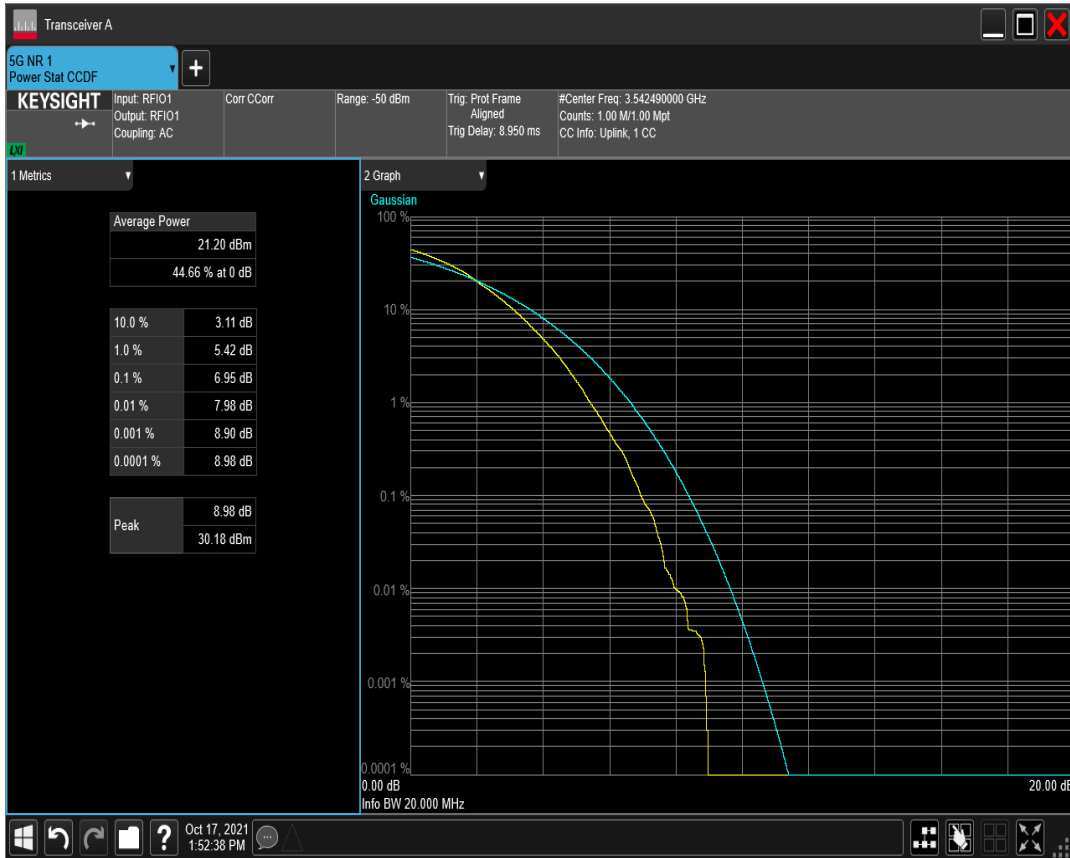 Transceiver A
5G NR 1
Power Stat CCDF
KEYSIGHT
LXI
Input: RFIO1
Output: RFIO1
Coupling: AC
Corr CCorr
Range: -50 dBm
Trig: Prot Frame
Aligned
Trig Delay: 8.950 ms
#Center Freq: 3.542490000 GHz
Counts: 1.00 M/1.00 Mpt
CC Info: Uplink, 1 CC
1 Metrics
Average Power
21.20 dBm
44.66 % at 0 dB
10.0 % 3.11 dB
1.0 % 5.42 dB
0.1 % 6.95 dB
0.01 % 7.98 dB
0.001 % 8.90 dB
0.0001 % 8.98 dB
Peak
8.98 dB
30.18 dBm
2 Graph
Gaussian
100 %
10 %
1 %
0.1 %
0.01 %
0.001 %
0.0001 %
0.00 dB 20.00 dB
Info BW 20.000 MHz
Oct 17, 2021
1:52:38 PM